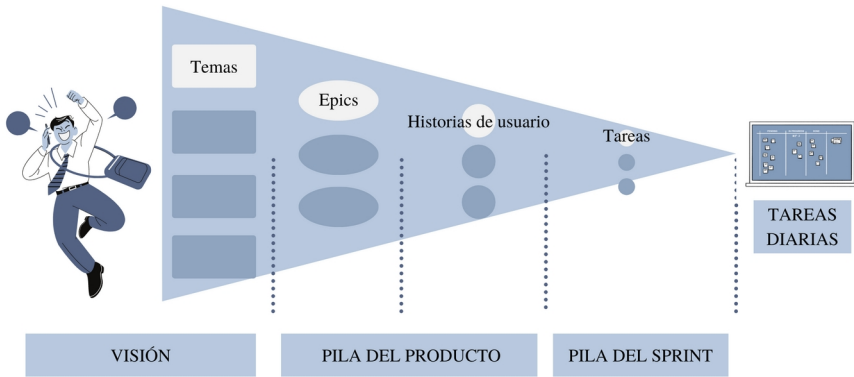 Temas
Epics
Historias de usuario
Tareas
TAREAS
DIARIAS
VISIÓN
PILA DEL PRODUCTO
PILA DEL SPRINT